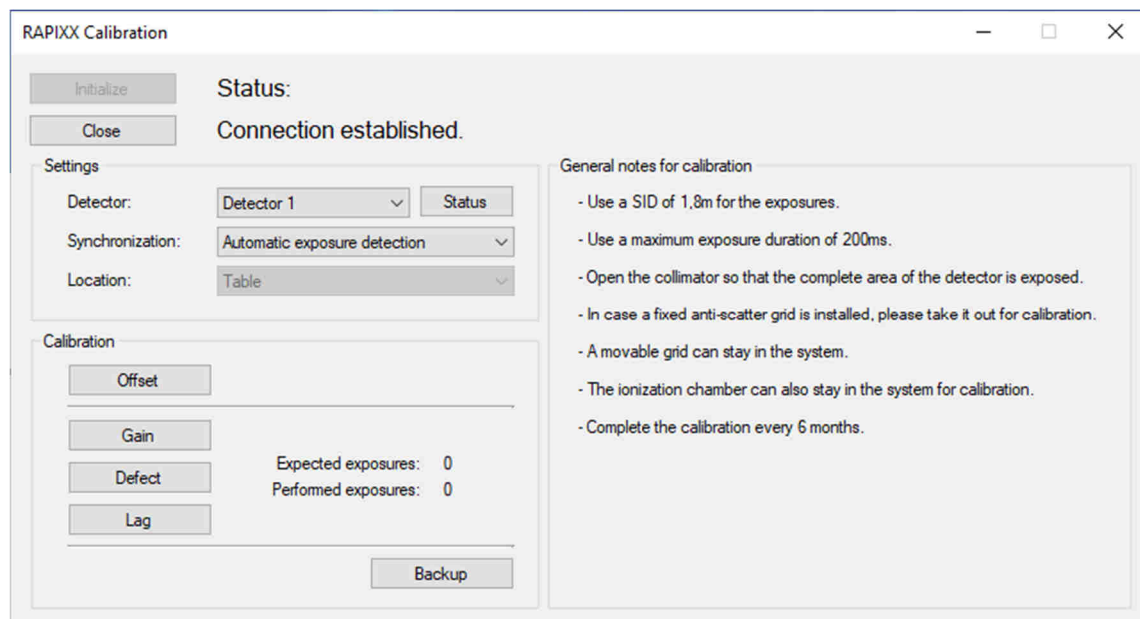 RAPIXX Calibration
Initialize
Status:
Close
Connection established.
Settings
Detector:
Detector 1
Status
Synchronization:
Automatic exposure detection
Location:
Table
Calibration
Offset
Gain
Defect
Lag
Expected exposures: 0
Performed exposures: 0
Backup
General notes for calibration
- Use a SID of 1,8m for the exposures.
- Use a maximum exposure duration of 200ms.
- Open the collimator so that the complete area of the detector is exposed.
- In case a fixed anti-scatter grid is installed, please take it out for calibration.
- A movable grid can stay in the system.
- The ionization chamber can also stay in the system for calibration.
- Complete the calibration every 6 months.